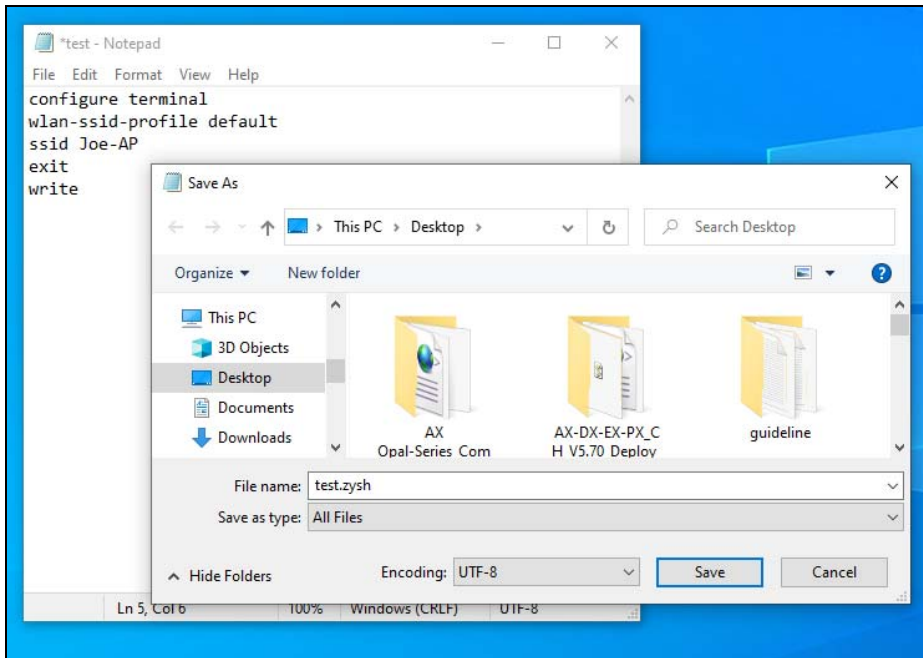 *test - Notepad
File Edit Format View Help
configure terminal
wlan-ssid-profile default
ssid Joe-AP
exit
write
Save As
This PC > Desktop >
Search Desktop
Organize
New folder
This PC
3D Objects
Desktop
Documents
Downloads
AX
Opal-Series Com
AX-DX-EX-PX_C
H V5.70 Deploy
guideline
File name: test.zysh
Save as type: All Files
Hide Folders
Encoding: UTF-8
Save
Cancel
Ln 5, Col 6
100%
Windows (CRLF)
UTF-8